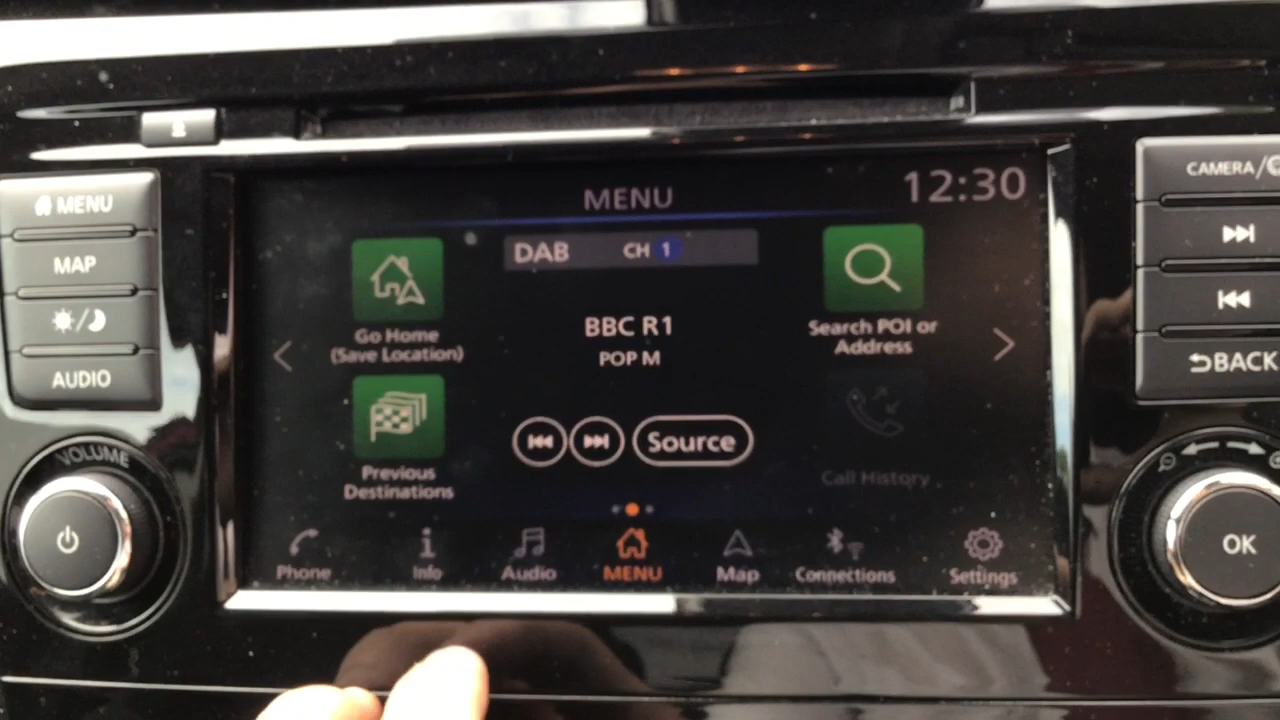 MENU
MAP
AUDIO
VOLUME
MENU
12:30
DAB CH 1
Go Home
(Save Location)
BBC R1
POP M
Search POI or
Address
Previous
Destinations
Source
Call History
Phone
Info
Audio
MENU
Map
Connections
Settings
CAMERA/
BACK
OK